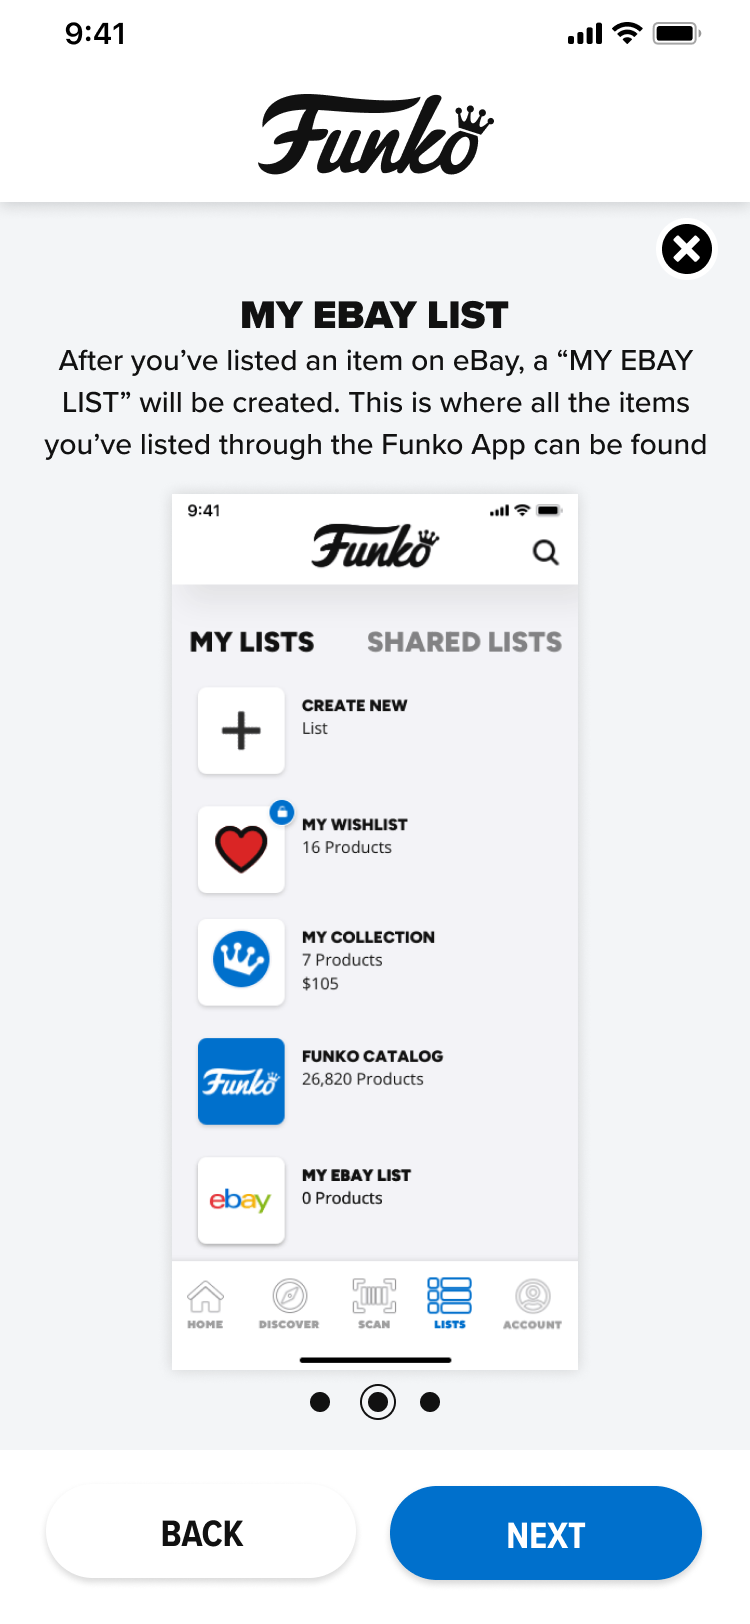 9:41
Funko
MY EBAY LIST
After you’ve listed an item on eBay, a “MY EBAY
LIST” will be created. This is where all the items
you’ve listed through the Funko App can be found
9:41
Funko
MY LISTS
SHARED LISTS
CREATE NEW
List
MY WISHLIST
16 Products
MY COLLECTION
7 Products
$105
Funko
FUNKO CATALOG
26,820 Products
ebay
MY EBAY LIST
0 Products
HOME
DISCOVER
SCAN
LISTS
ACCOUNT
BACK
NEXT